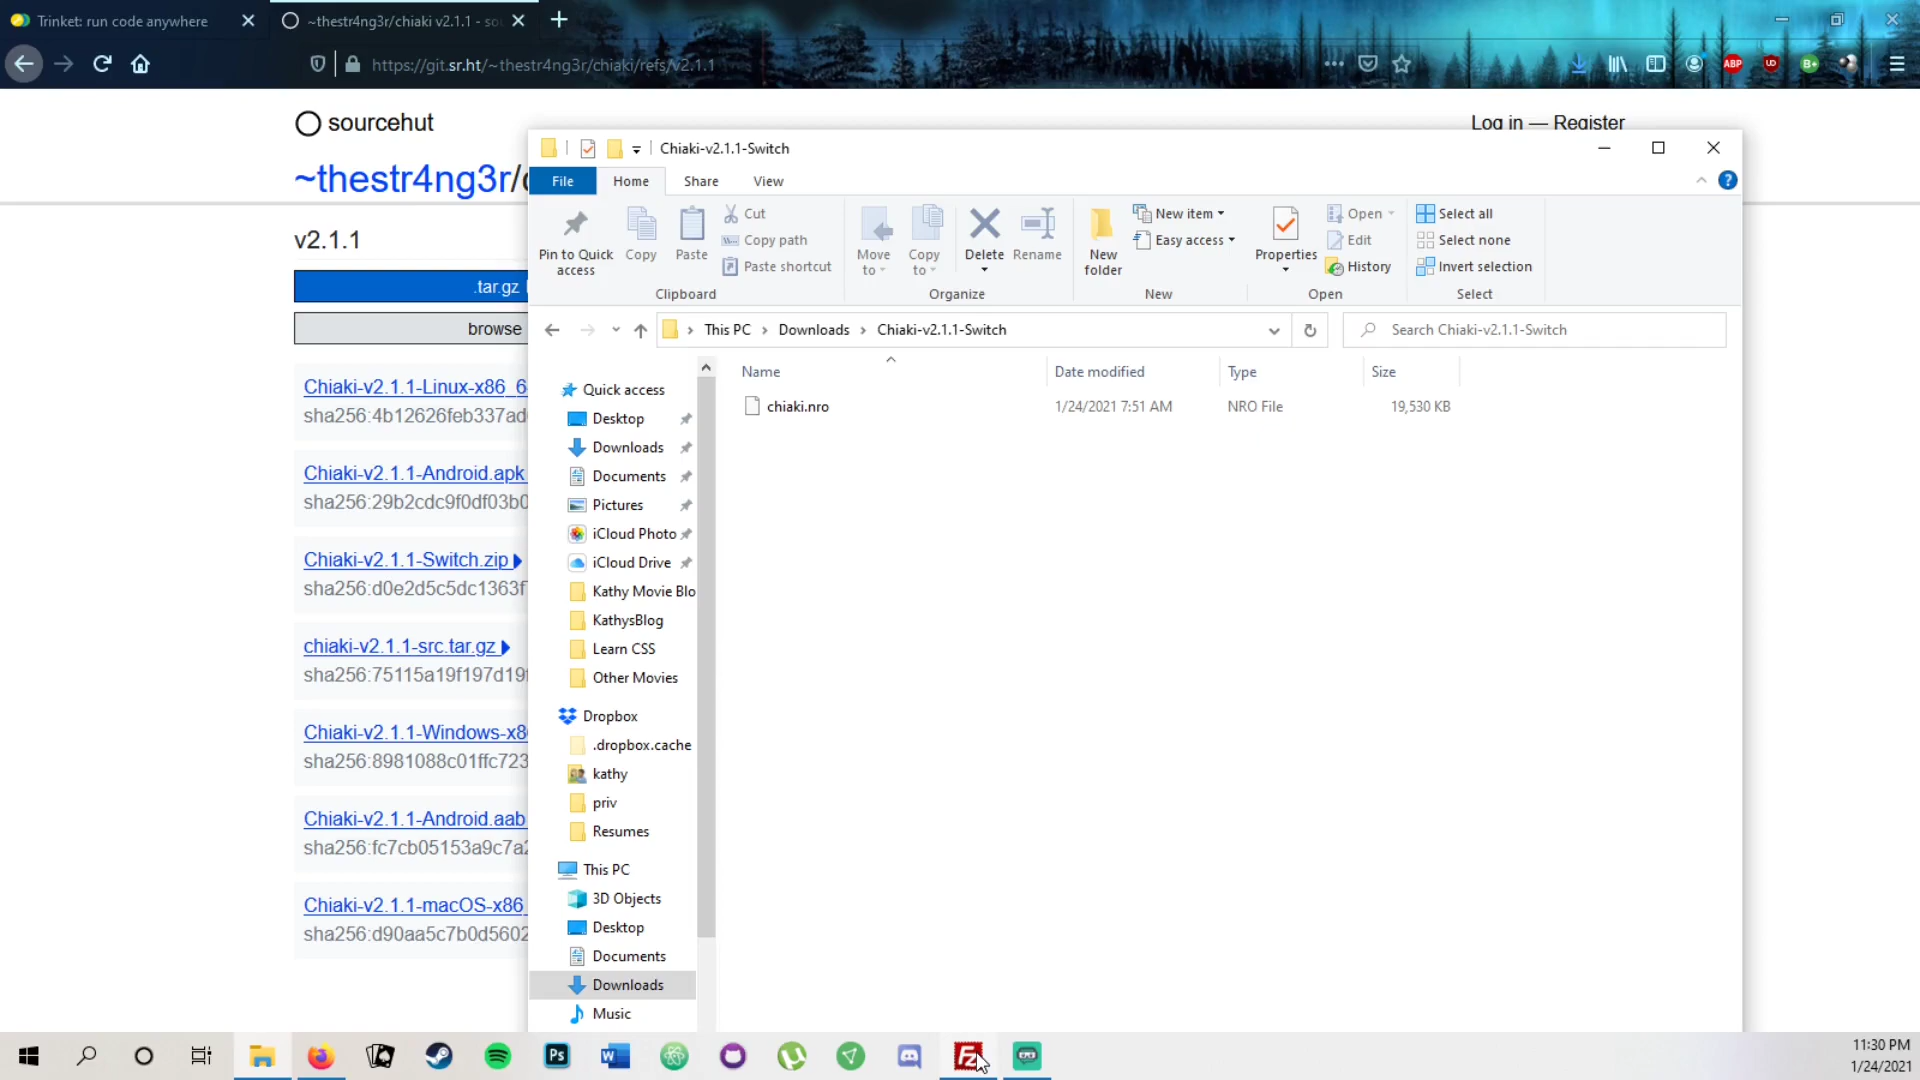 Trinket: run code anywhere
~thestr4ng3r/chiaki v2.1.1 - so
https://git.sr.ht/~thestr4ng3r/chiaki/refs/v2.1.1
ABP
UD
B+
sourcehut
Log in — Register
~thestr4ng3r/
v2.1.1
.tar.gz
browse
Chiaki-v2.1.1-Linux-x86_6
sha256:4b12626feb337ad
Chiaki-v2.1.1-Android.apk
sha256:29b2cdc9f0df03b0
Chiaki-v2.1.1-Switch.zip
sha256:d0e2d5c5dc1363f
chiaki-v2.1.1-src.tar.gz
sha256:75115a19f197d19f
Chiaki-v2.1.1-Windows-x8
sha256:8981088c01ffc723
Chiaki-v2.1.1-Android.aab
sha256:fc7cb05153a9c7a2
Chiaki-v2.1.1-macOS-x86
sha256:d90aa5c7b0d5602
Chiaki-v2.1.1-Switch
File Home Share View
Pin to Quick access
Copy
Paste
Cut
Copy path
Paste shortcut
Clipboard
Move to
Copy to
Delete
Rename
Organize
New folder
New item
Easy access
New
Properties
Open
Edit
History
Open
Select all
Select none
Invert selection
Select
This PC > Downloads > Chiaki-v2.1.1-Switch
Search Chiaki-v2.1.1-Switch
Name Date modified Type Size
chiaki.nro 1/24/2021 7:51 AM NRO File 19,530 KB
Quick access
Desktop
Downloads
Documents
Pictures
iCloud Photo
iCloud Drive
Kathy Movie Blo
KathysBlog
Learn CSS
Other Movies
Dropbox
.dropbox.cache
kathy
priv
Resumes
This PC
3D Objects
Desktop
Documents
Downloads
Music
Ps
W
Fz
11:30 PM
1/24/2021